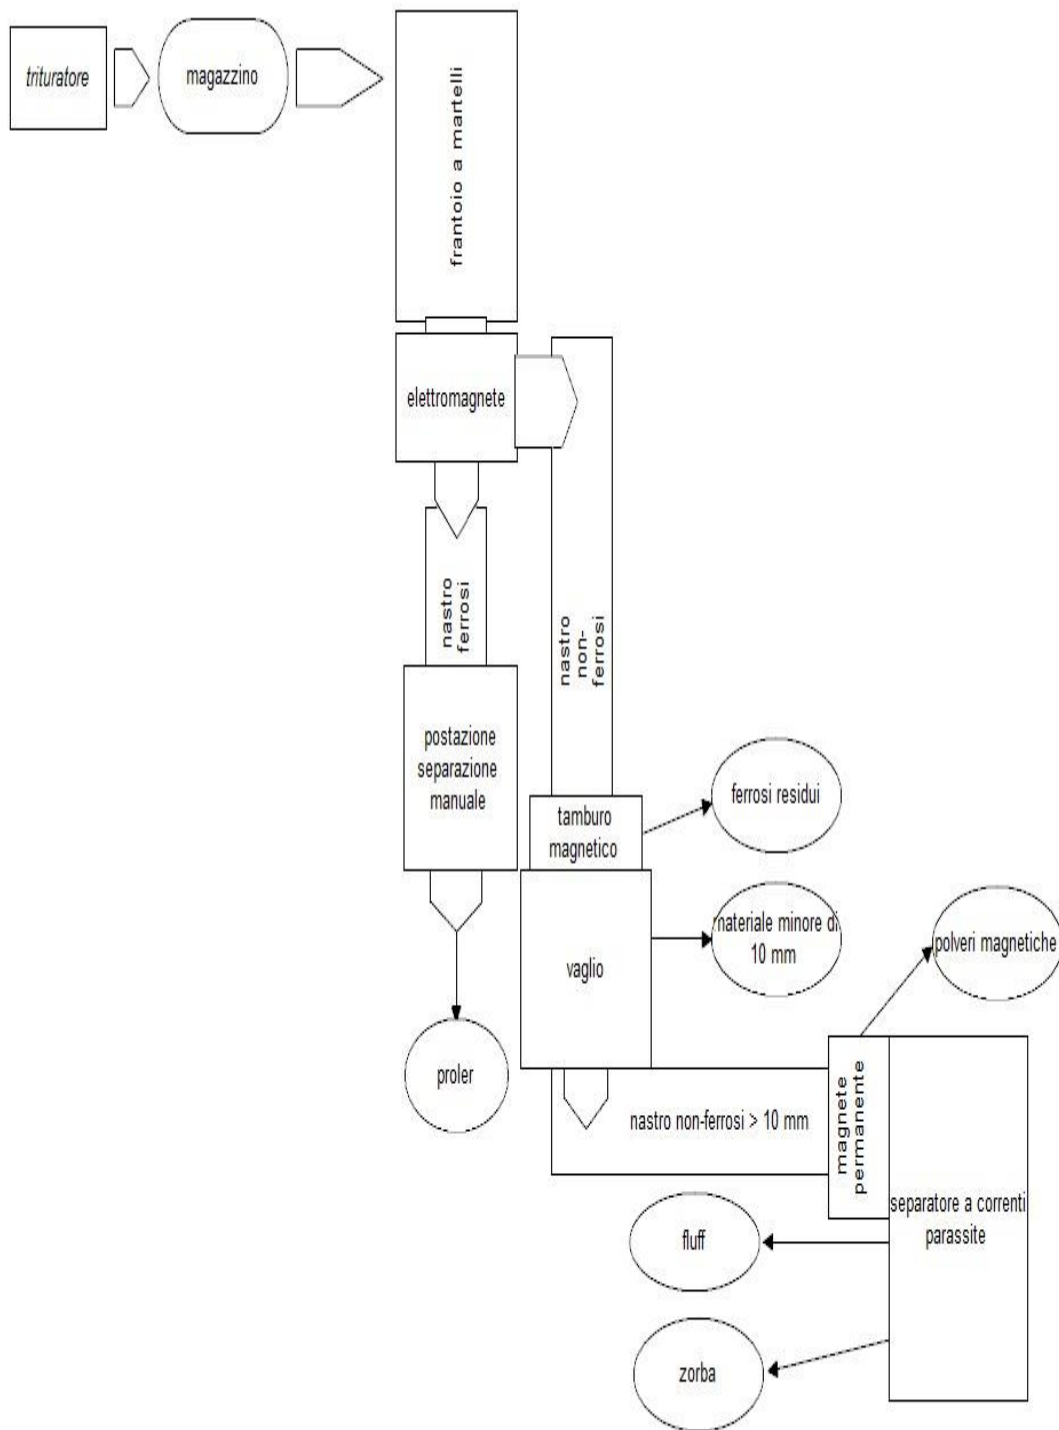 trituratore
magazzino
frantoio a martelli
elettromagnete
nastro
ferrosi
nastro
non-
ferrosi
postazione
separazione
manuale
tamburo
magnetico
ferrosi residui
materiale minore di
10 mm
vaglio
polveri magnetiche
proler
nastro non-ferrosi > 10 mm
magnete
permanente
separatore a correnti
parassite
fluff
zorba